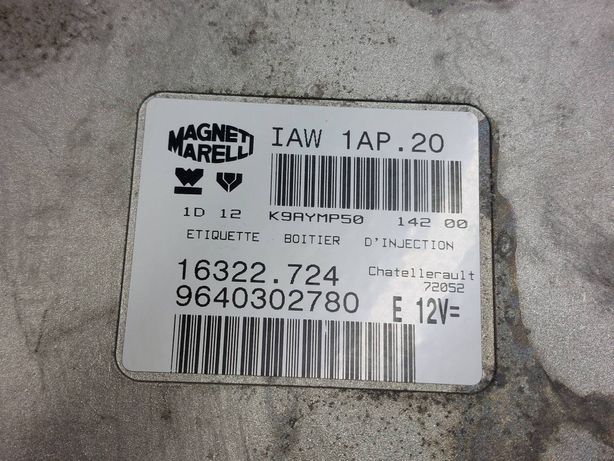 MAGNETI MARELLI
IAW 1AP.20
1D 12 K9AYMP50 142 00
ETIQUETTE BOITIER D'INJECTION
16322.724
Chatellerault
72052
9640302780
E 12V=